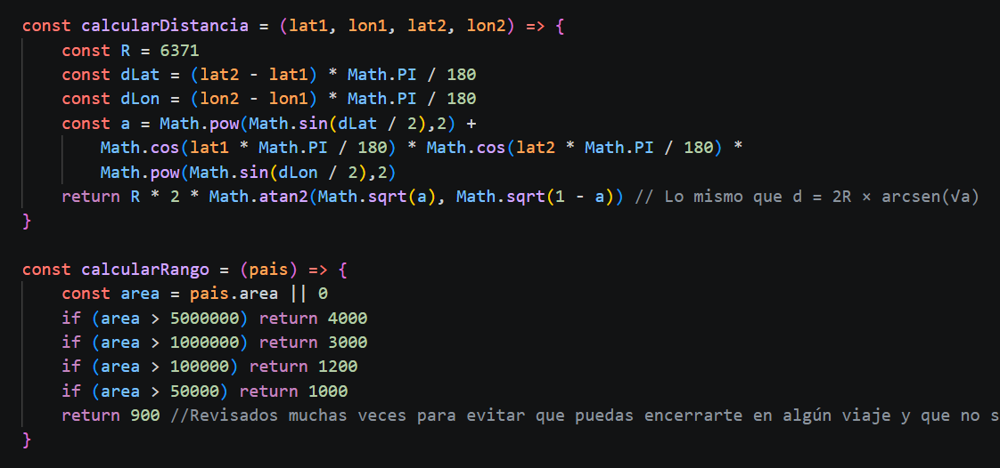 const calcularDistancia = (lat1, lon1, lat2, lon2) => {
    const R = 6371
    const dLat = (lat2 - lat1) * Math.PI / 180
    const dLon = (lon2 - lon1) * Math.PI / 180
    const a = Math.pow(Math.sin(dLat / 2),2) +
        Math.cos(lat1 * Math.PI / 180) * Math.cos(lat2 * Math.PI / 180) *
        Math.pow(Math.sin(dLon / 2),2)
    return R * 2 * Math.atan2(Math.sqrt(a), Math.sqrt(1 - a)) // Lo mismo que d = 2R × arcsen(√a)
}

const calcularRango = (pais) => {
    const area = pais.area || 0
    if (area > 5000000) return 4000
    if (area > 1000000) return 3000
    if (area > 100000) return 1200
    if (area > 50000) return 1000
    return 900 //Revisados muchas veces para evitar que puedas encerrarte en algún viaje y que no s
}